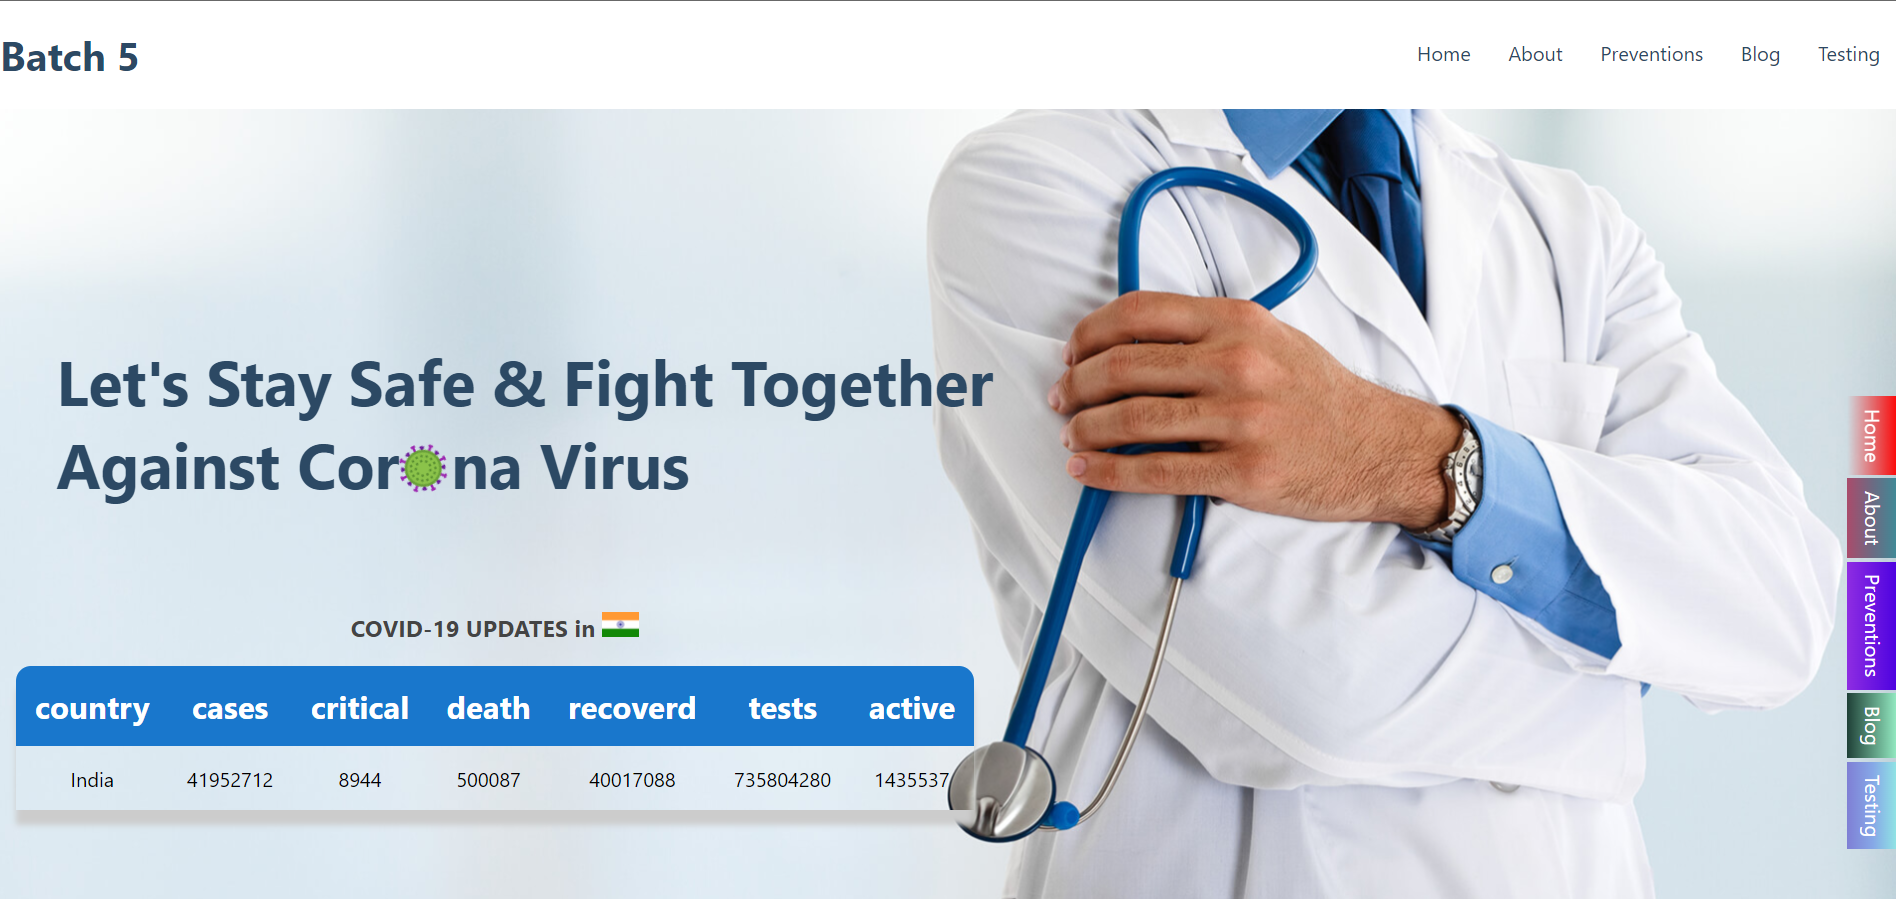 Batch 5
Home About Preventions Blog Testing
Let's Stay Safe & Fight Together
Against Corna Virus
COVID-19 UPDATES in
country cases critical death recoverd tests active
India 41952712 8944 500087 40017088 735804280 1435537
Home
About
Preventions
Blog
Testing